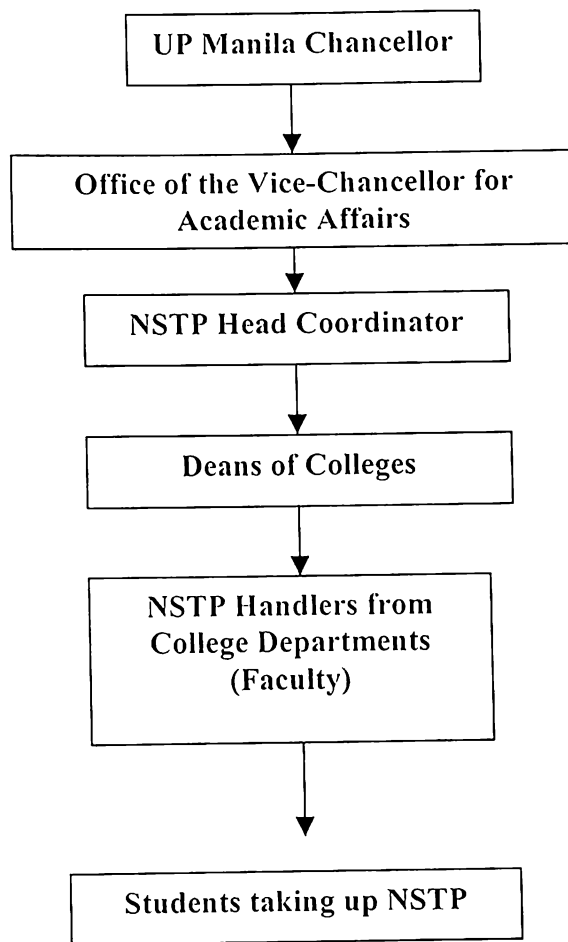 UP Manila Chancellor
Office of the Vice-Chancellor for
Academic Affairs
NSTP Head Coordinator
Deans of Colleges
NSTP Handlers from
College Departments
(Faculty)
Students taking up NSTP